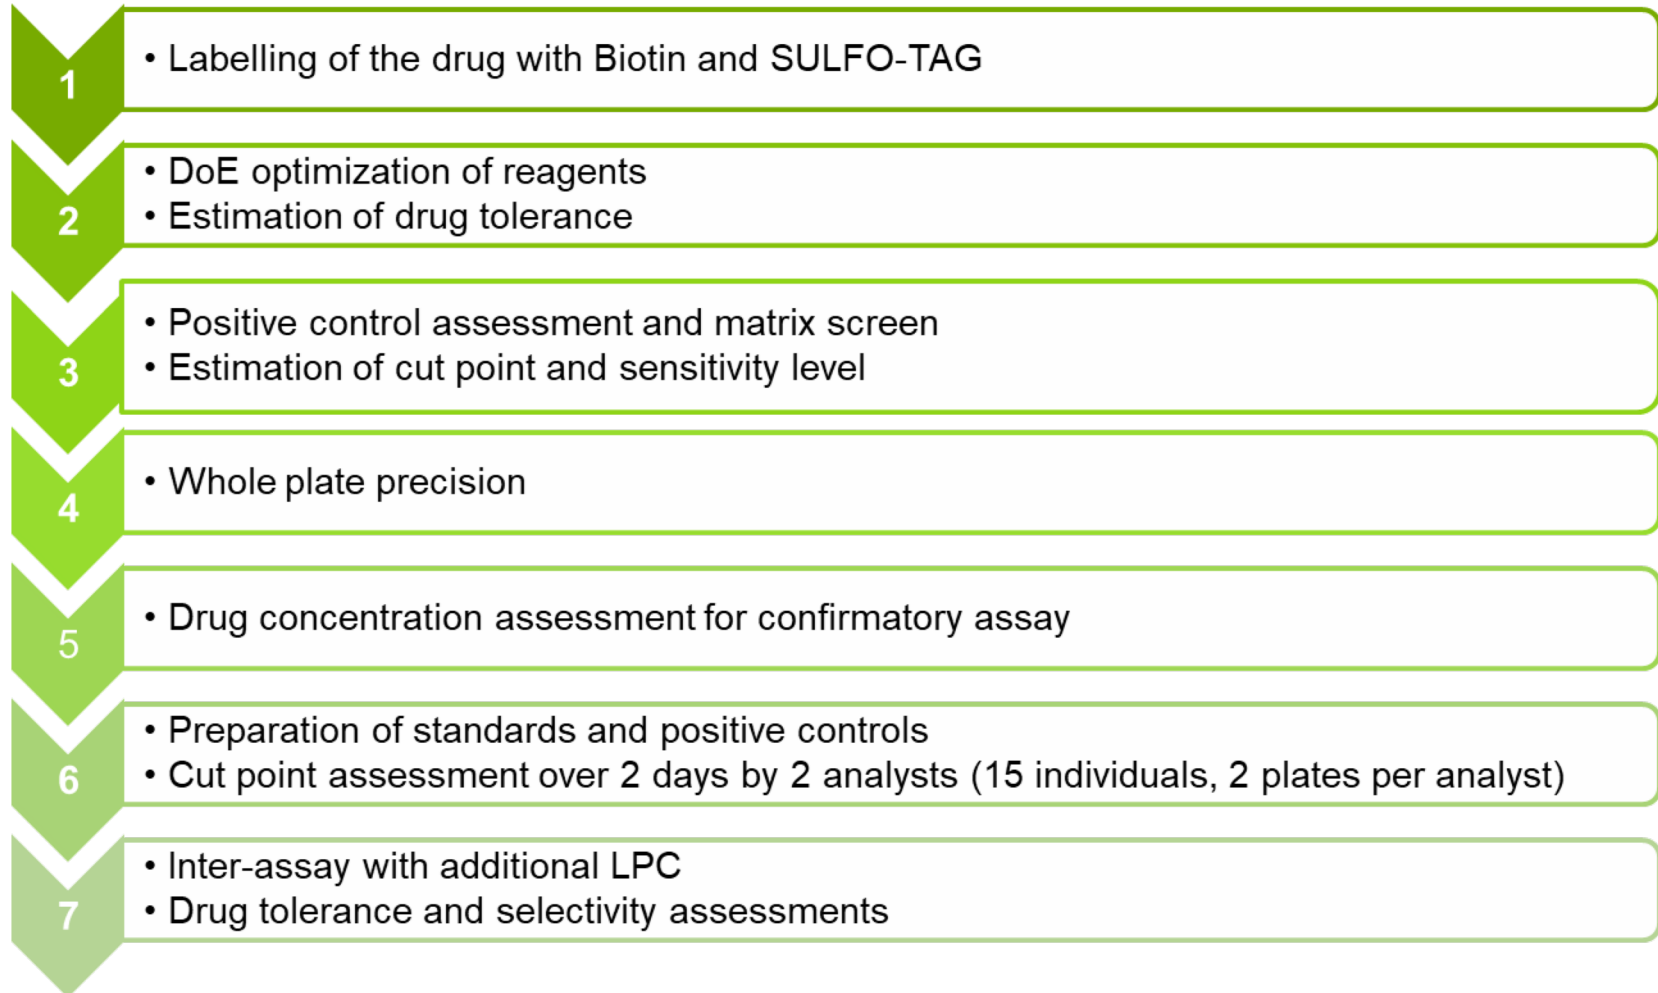 1
• Labelling of the drug with Biotin and SULFO-TAG
2
• DoE optimization of reagents
• Estimation of drug tolerance
3
• Positive control assessment and matrix screen
• Estimation of cut point and sensitivity level
4
• Whole plate precision
5
• Drug concentration assessment for confirmatory assay
6
• Preparation of standards and positive controls
• Cut point assessment over 2 days by 2 analysts (15 individuals, 2 plates per analyst)
7
• Inter-assay with additional LPC
• Drug tolerance and selectivity assessments